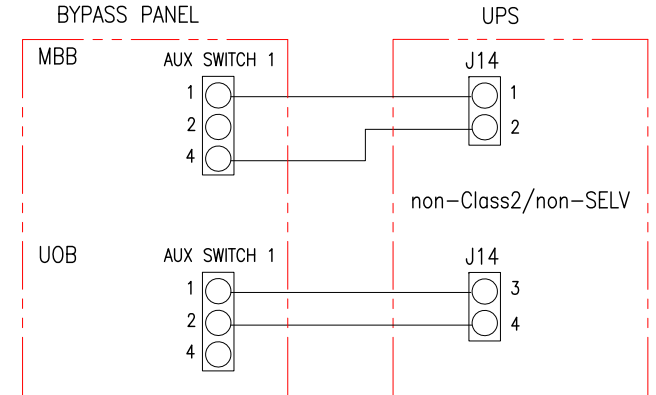 BYPASS PANEL
UPS
MBB
AUX SWITCH 1
1
2
4
J14
1
2
non-Class2/non-SELV
UOB
AUX SWITCH 1
1
2
4
J14
3
4